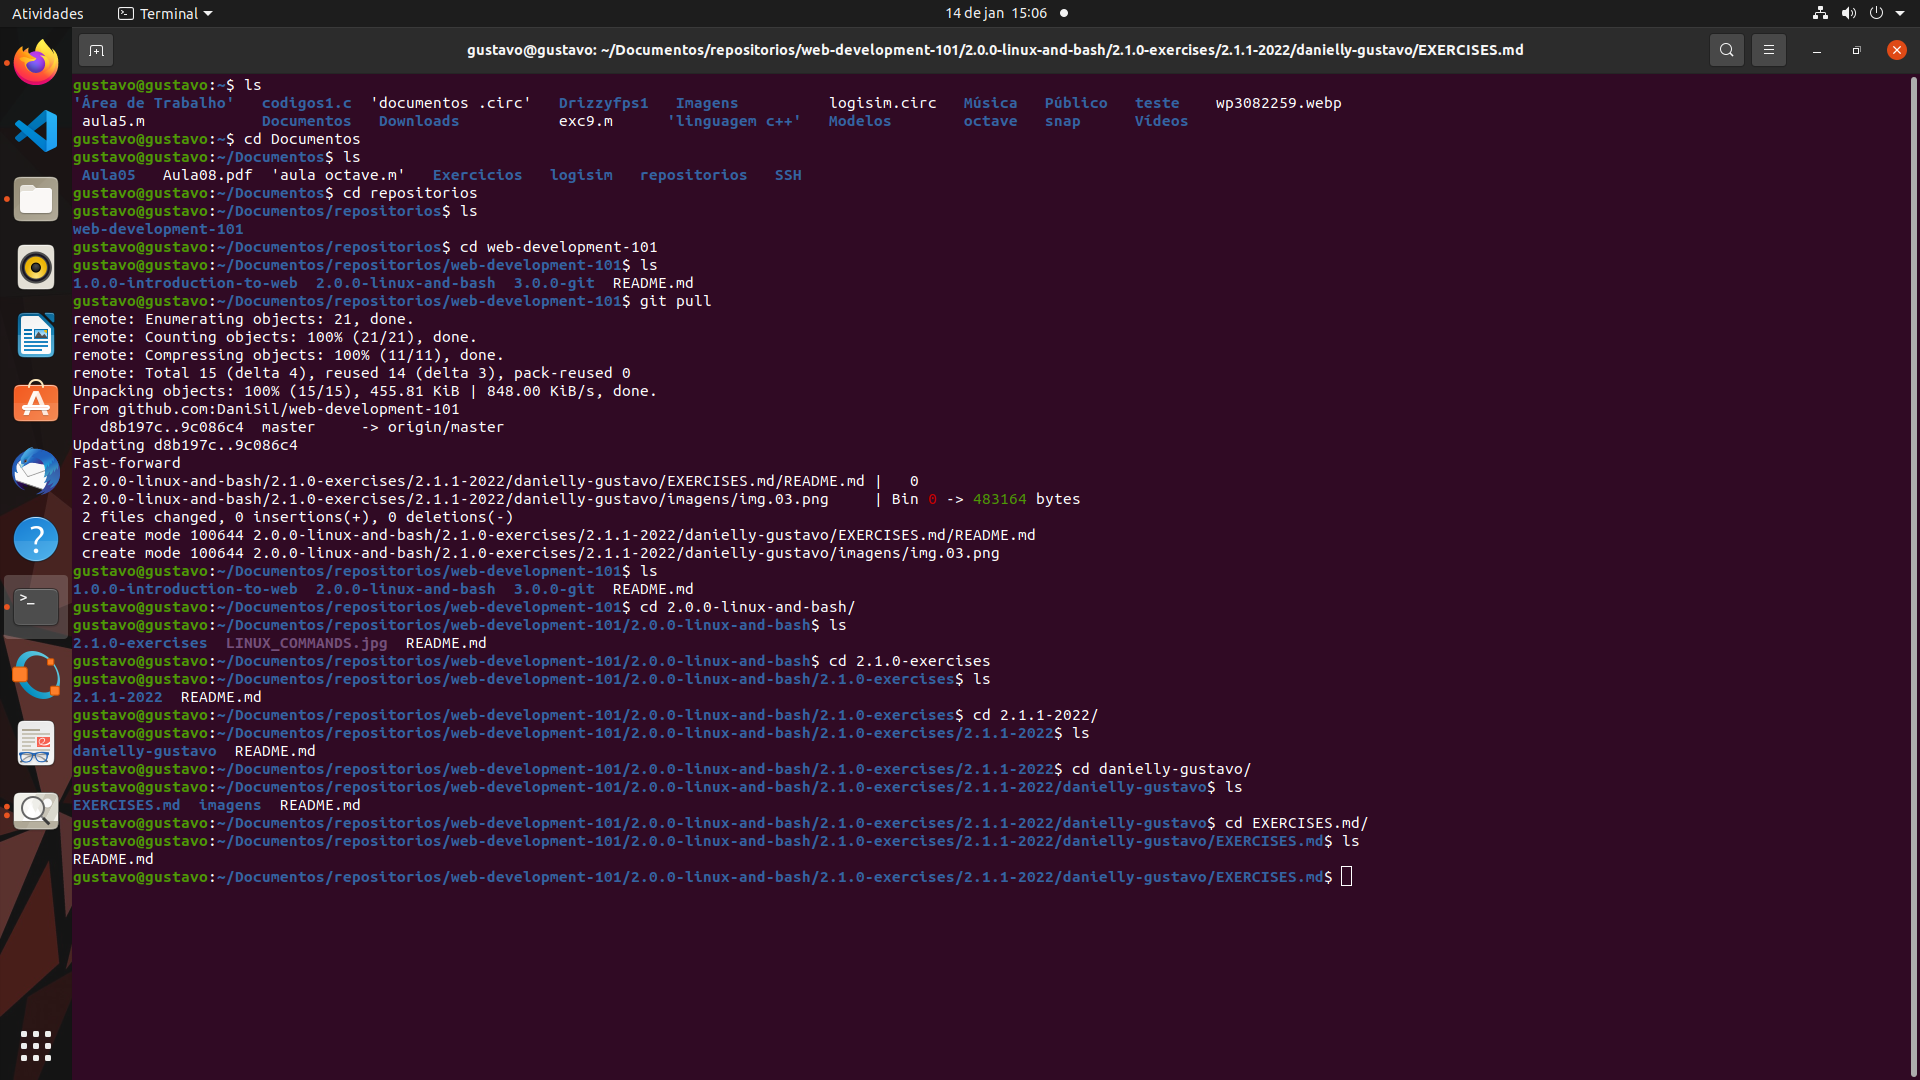 Atividades Terminal 14 de jan 15:06
gustavo@gustavo: ~/Documentos/repositorios/web-development-101/2.0.0-linux-and-bash/2.1.0-exercises/2.1.1-2022/danielly-gustavo/EXERCISES.md
gustavo@gustavo:~$ ls
'Área de Trabalho' codigos1.c 'documentos .circ' Drizzyfps1 Imagens logisim.circ Música Público teste wp3082259.webp
aula5.m Documentos Downloads exc9.m 'linguagem c++' Modelos octave snap Vídeos
gustavo@gustavo:~$ cd Documentos
gustavo@gustavo:~/Documentos$ ls
Aula05 Aula08.pdf 'aula octave.m' Exercicios logisim repositorios SSH
gustavo@gustavo:~/Documentos$ cd repositorios
gustavo@gustavo:~/Documentos/repositorios$ ls
web-development-101
gustavo@gustavo:~/Documentos/repositorios$ cd web-development-101
gustavo@gustavo:~/Documentos/repositorios/web-development-101$ ls
1.0.0-introduction-to-web 2.0.0-linux-and-bash 3.0.0-git README.md
gustavo@gustavo:~/Documentos/repositorios/web-development-101$ git pull
remote: Enumerating objects: 21, done.
remote: Counting objects: 100% (21/21), done.
remote: Compressing objects: 100% (11/11), done.
remote: Total 15 (delta 4), reused 14 (delta 3), pack-reused 0
Unpacking objects: 100% (15/15), 455.81 KiB | 848.00 KiB/s, done.
From github.com:DaniSil/web-development-101
d8b197c..9c086c4 master -> origin/master
Updating d8b197c..9c086c4
Fast-forward
2.0.0-linux-and-bash/2.1.0-exercises/2.1.1-2022/danielly-gustavo/EXERCISES.md/README.md | 0
2.0.0-linux-and-bash/2.1.0-exercises/2.1.1-2022/danielly-gustavo/imagens/img.03.png | Bin 0 -> 483164 bytes
2 files changed, 0 insertions(+), 0 deletions(-)
create mode 100644 2.0.0-linux-and-bash/2.1.0-exercises/2.1.1-2022/danielly-gustavo/EXERCISES.md/README.md
create mode 100644 2.0.0-linux-and-bash/2.1.0-exercises/2.1.1-2022/danielly-gustavo/imagens/img.03.png
gustavo@gustavo:~/Documentos/repositorios/web-development-101$ ls
1.0.0-introduction-to-web 2.0.0-linux-and-bash 3.0.0-git README.md
gustavo@gustavo:~/Documentos/repositorios/web-development-101$ cd 2.0.0-linux-and-bash/
gustavo@gustavo:~/Documentos/repositorios/web-development-101/2.0.0-linux-and-bash$ ls
2.1.0-exercises LINUX_COMMANDS.jpg README.md
gustavo@gustavo:~/Documentos/repositorios/web-development-101/2.0.0-linux-and-bash$ cd 2.1.0-exercises
gustavo@gustavo:~/Documentos/repositorios/web-development-101/2.0.0-linux-and-bash/2.1.0-exercises$ ls
2.1.1-2022 README.md
gustavo@gustavo:~/Documentos/repositorios/web-development-101/2.0.0-linux-and-bash/2.1.0-exercises$ cd 2.1.1-2022/
gustavo@gustavo:~/Documentos/repositorios/web-development-101/2.0.0-linux-and-bash/2.1.0-exercises/2.1.1-2022$ ls
danielly-gustavo README.md
gustavo@gustavo:~/Documentos/repositorios/web-development-101/2.0.0-linux-and-bash/2.1.0-exercises/2.1.1-2022$ cd danielly-gustavo/
gustavo@gustavo:~/Documentos/repositorios/web-development-101/2.0.0-linux-and-bash/2.1.0-exercises/2.1.1-2022/danielly-gustavo$ ls
EXERCISES.md imagens README.md
gustavo@gustavo:~/Documentos/repositorios/web-development-101/2.0.0-linux-and-bash/2.1.0-exercises/2.1.1-2022/danielly-gustavo$ cd EXERCISES.md/
gustavo@gustavo:~/Documentos/repositorios/web-development-101/2.0.0-linux-and-bash/2.1.0-exercises/2.1.1-2022/danielly-gustavo/EXERCISES.md$ ls
README.md
gustavo@gustavo:~/Documentos/repositorios/web-development-101/2.0.0-linux-and-bash/2.1.0-exercises/2.1.1-2022/danielly-gustavo/EXERCISES.md$